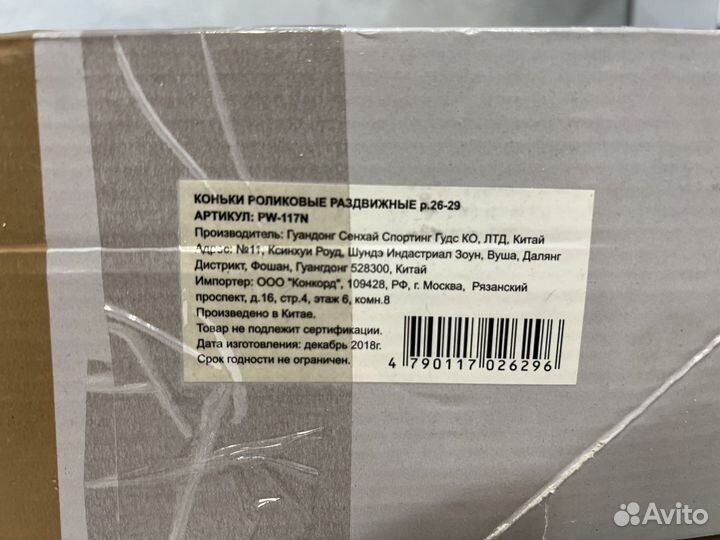 КОНЬКИ РОЛИКОВЫЕ РАЗДВИЖНЫЕ р.26-29
АРТИКУЛ: PW-117N
Производитель: Гуандонг Сенхай Спортинг Гудс КО, ЛТД, Китай
Адрес: №11, Ксинхуи Роуд, Шундэ Индастриал Зоун, Вуша, Далянг
Дистрикт, Фошан, Гуангдонг 528300, Китай
Импортер: ООО "Конкорд", 109428, РФ, г. Москва, Рязанский
проспект, д.16, стр.4, этаж 6, комн.8
Произведено в Китае.
Товар не подлежит сертификации.
Дата изготовления: декабрь 2018г.
Срок годности не ограничен.
4 790117 026296
Avito